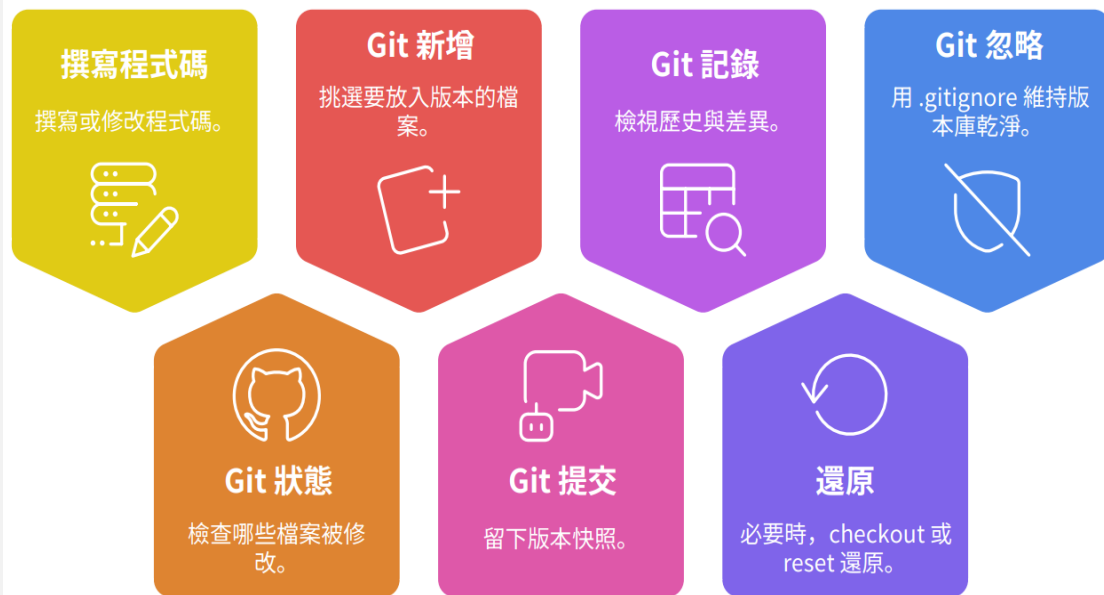 撰寫程式碼
撰寫或修改程式碼。
Git 狀態
檢查哪些檔案被修
改。
Git 新增
挑選要放入版本的檔
案。
Git 提交
留下版本快照。
Git 記錄
檢視歷史與差異。
還原
必要時，checkout 或
reset 還原。
Git 忽略
用 .gitignore 維持版
本庫乾淨。